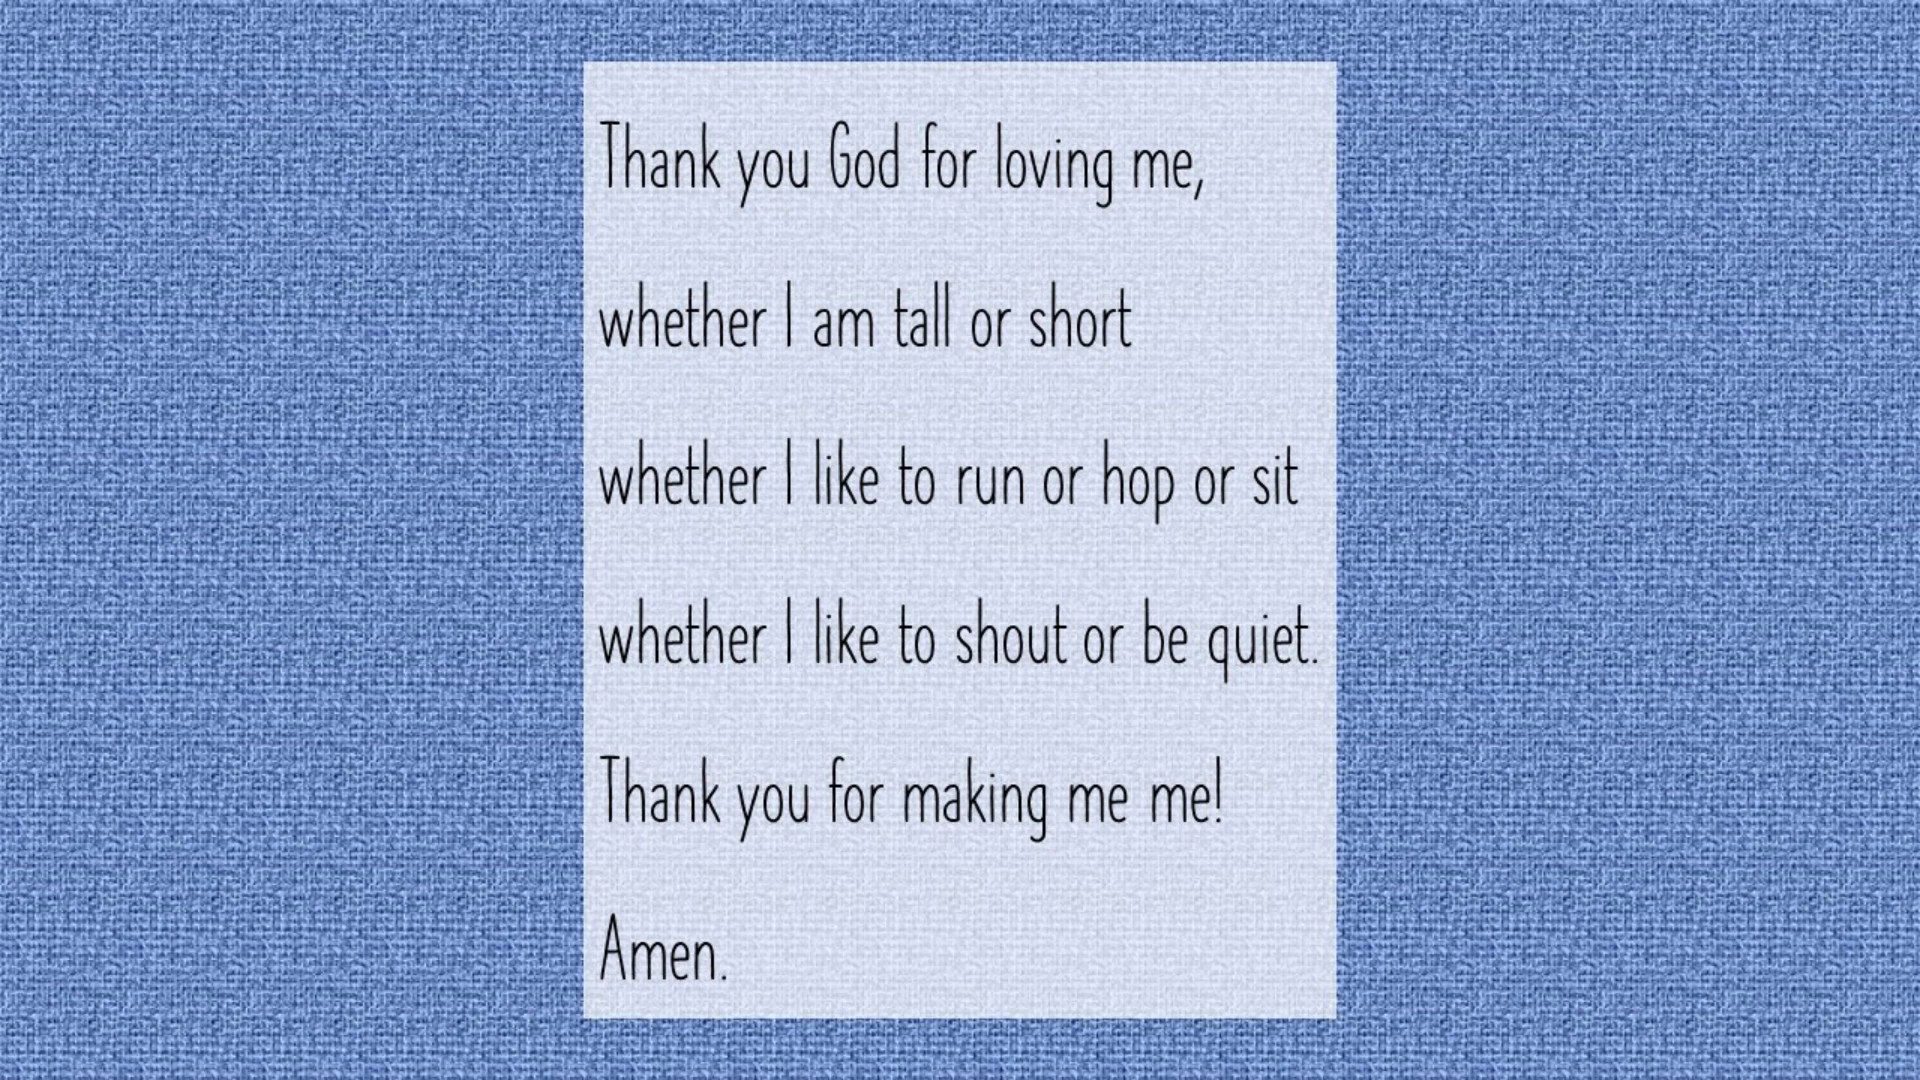 Thank you God for loving me,
whether I am tall or short
whether I like to run or hop or sit
whether I like to shout or be quiet.
Thank you for making me me!
Amen.